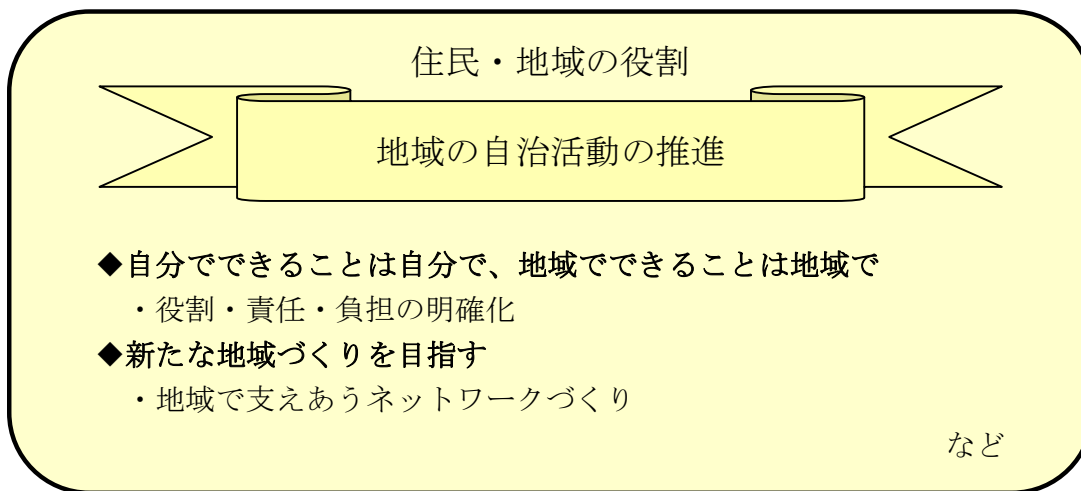 住民・地域の役割
地域の自治活動の推進
◆自分でできることは自分で、地域でできることは地域で
・役割・責任・負担の明確化
◆新たな地域づくりを目指す
・地域で支えあうネットワークづくり
など